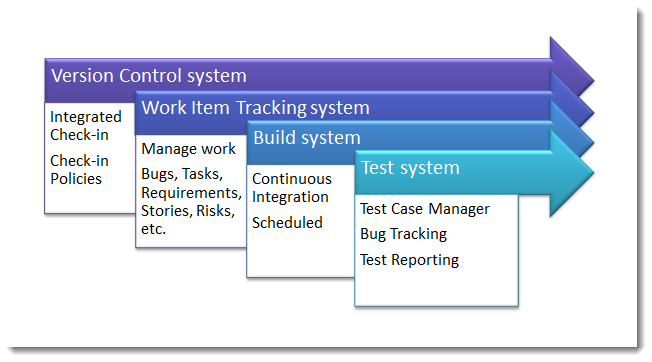 Version Control system
Integrated
Check-in
Check-in
Policies
Work Item Tracking system
Manage work
Bugs, Tasks,
Requirements,
Stories, Risks,
etc.
Build system
Continuous
Integration
Scheduled
Test system
Test Case Manager
Bug Tracking
Test Reporting